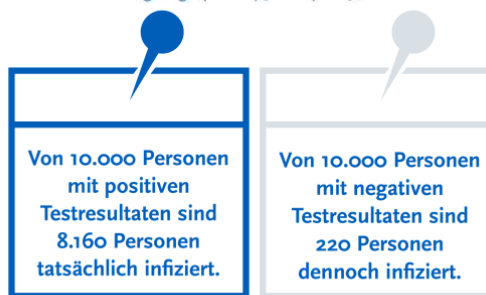 Von 10.000 Personen
mit positiven
Testresultaten sind
8.160 Personen
tatsächlich infiziert.
Von 10.000 Personen
mit negativen
Testresultaten sind
220 Personen
dennoch infiziert.